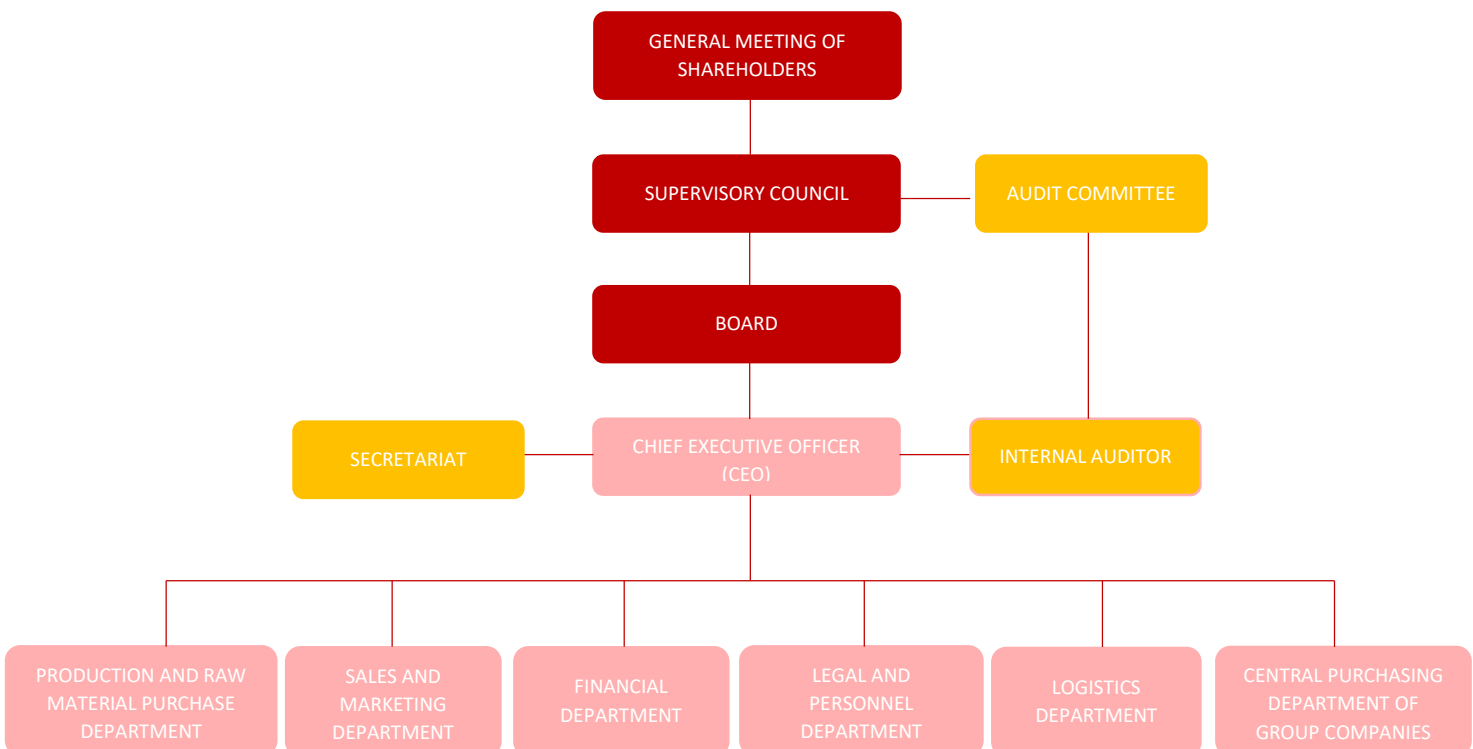 GENERAL MEETING OF
SHAREHOLDERS
SUPERVISORY COUNCIL
AUDIT COMMITTEE
BOARD
SECRETARIAT
CHIEF EXECUTIVE OFFICER
(CEO)
INTERNAL AUDITOR
PRODUCTION AND RAW
MATERIAL PURCHASE
DEPARTMENT
SALES AND
MARKETING
DEPARTMENT
FINANCIAL
DEPARTMENT
LEGAL AND
PERSONNEL
DEPARTMENT
LOGISTICS
DEPARTMENT
CENTRAL PURCHASING
DEPARTMENT OF
GROUP COMPANIES